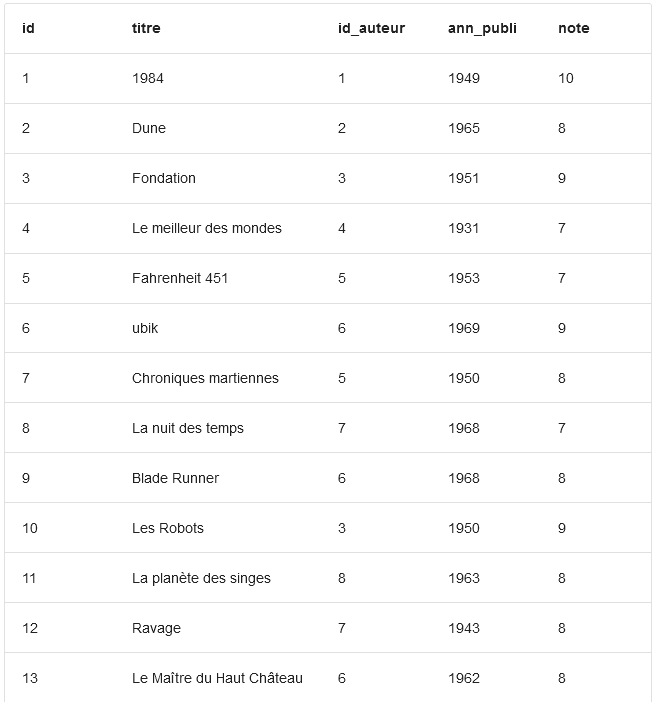 id titre id_auteur ann_publi note
1 1984 1 1949 10
2 Dune 2 1965 8
3 Fondation 3 1951 9
4 Le meilleur des mondes 4 1931 7
5 Fahrenheit 451 5 1953 7
6 ubik 6 1969 9
7 Chroniques martiennes 5 1950 8
8 La nuit des temps 7 1968 7
9 Blade Runner 6 1968 8
10 Les Robots 3 1950 9
11 La planète des singes 8 1963 8
12 Ravage 7 1943 8
13 Le Maître du Haut Château 6 1962 8